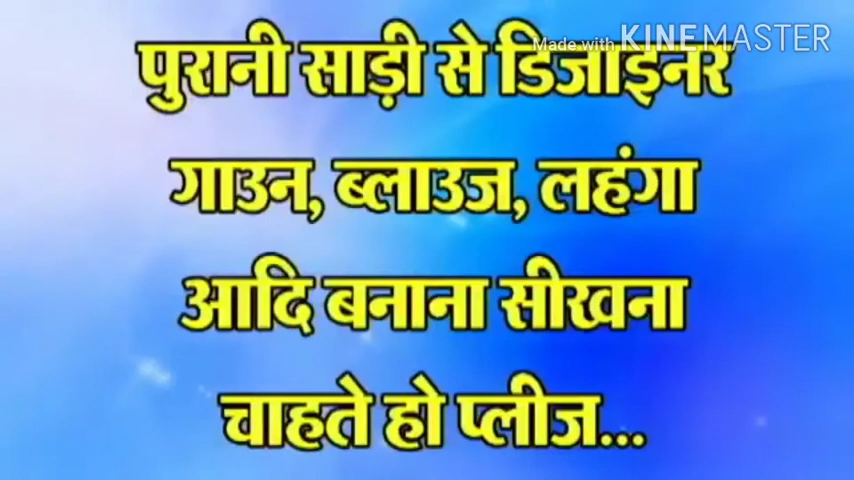 Made with KINEMASTER
पुरानी साड़ी से डिजाइनर
गाउन, ब्लाउज, लहंगा
आदि बनाना सीखना
चाहते हो प्लीज...